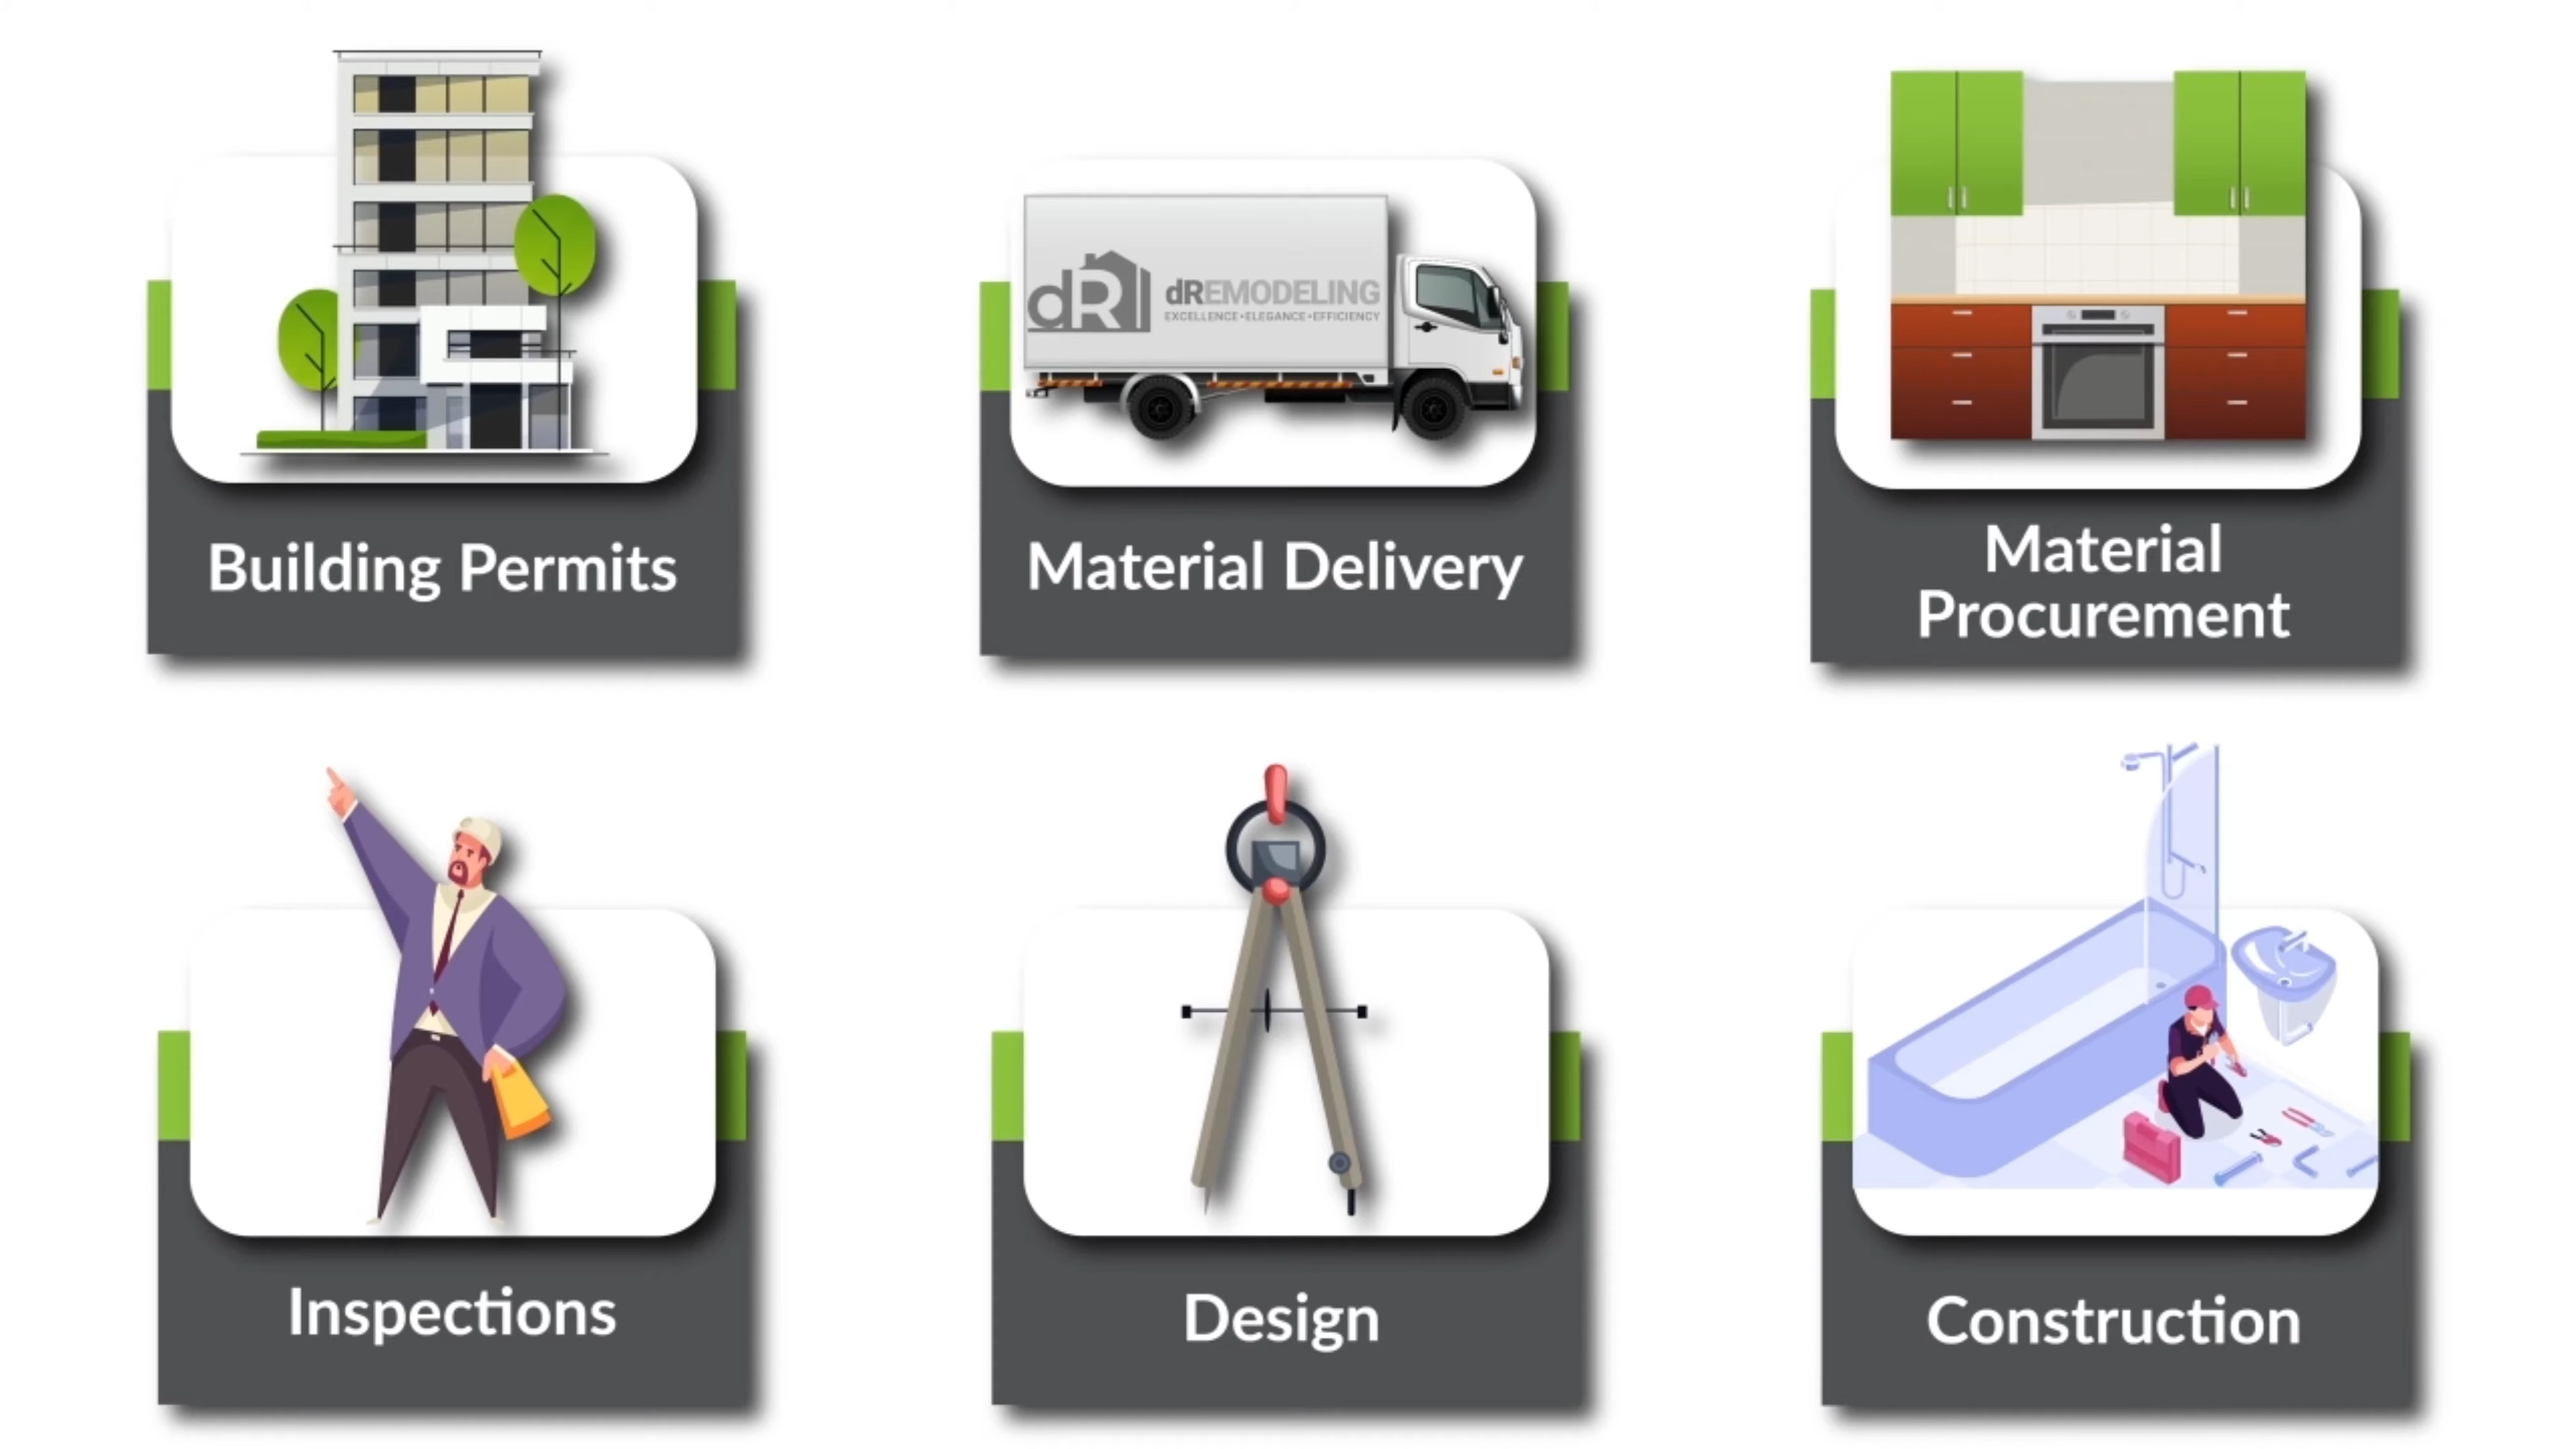 dR
dREMODELING
EXCELLENCE•ELEGANCE•EFFICIENCY
Building Permits
Material Delivery
Material
Procurement
Inspections
Design
Construction